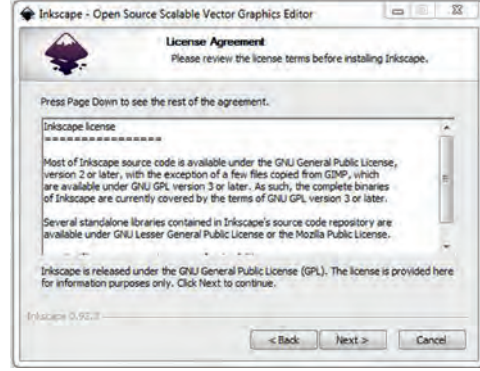 Inkscape - Open Source Scalable Vector Graphics Editor
License Agreement
Please review the license terms before installing Inkscape.
Press Page Down to see the rest of the agreement.
Inkscape license
================
Most of Inkscape source code is available under the GNU General Public License,
version 2 or later, with the exception of a few files copied from GIMP, which
are available under GNU GPL version 3 or later. As such, the complete binaries
of Inkscape are currently covered by the terms of GNU GPL version 3 or later.
Several standalone libraries contained in Inkscape's source code repository are
available under GNU Lesser General Public License or the Mozilla Public License.
Inkscape is released under the GNU General Public License (GPL). The license is provided here
for information purposes only. Click Next to continue.
Inkscape
< Back Next > Cancel